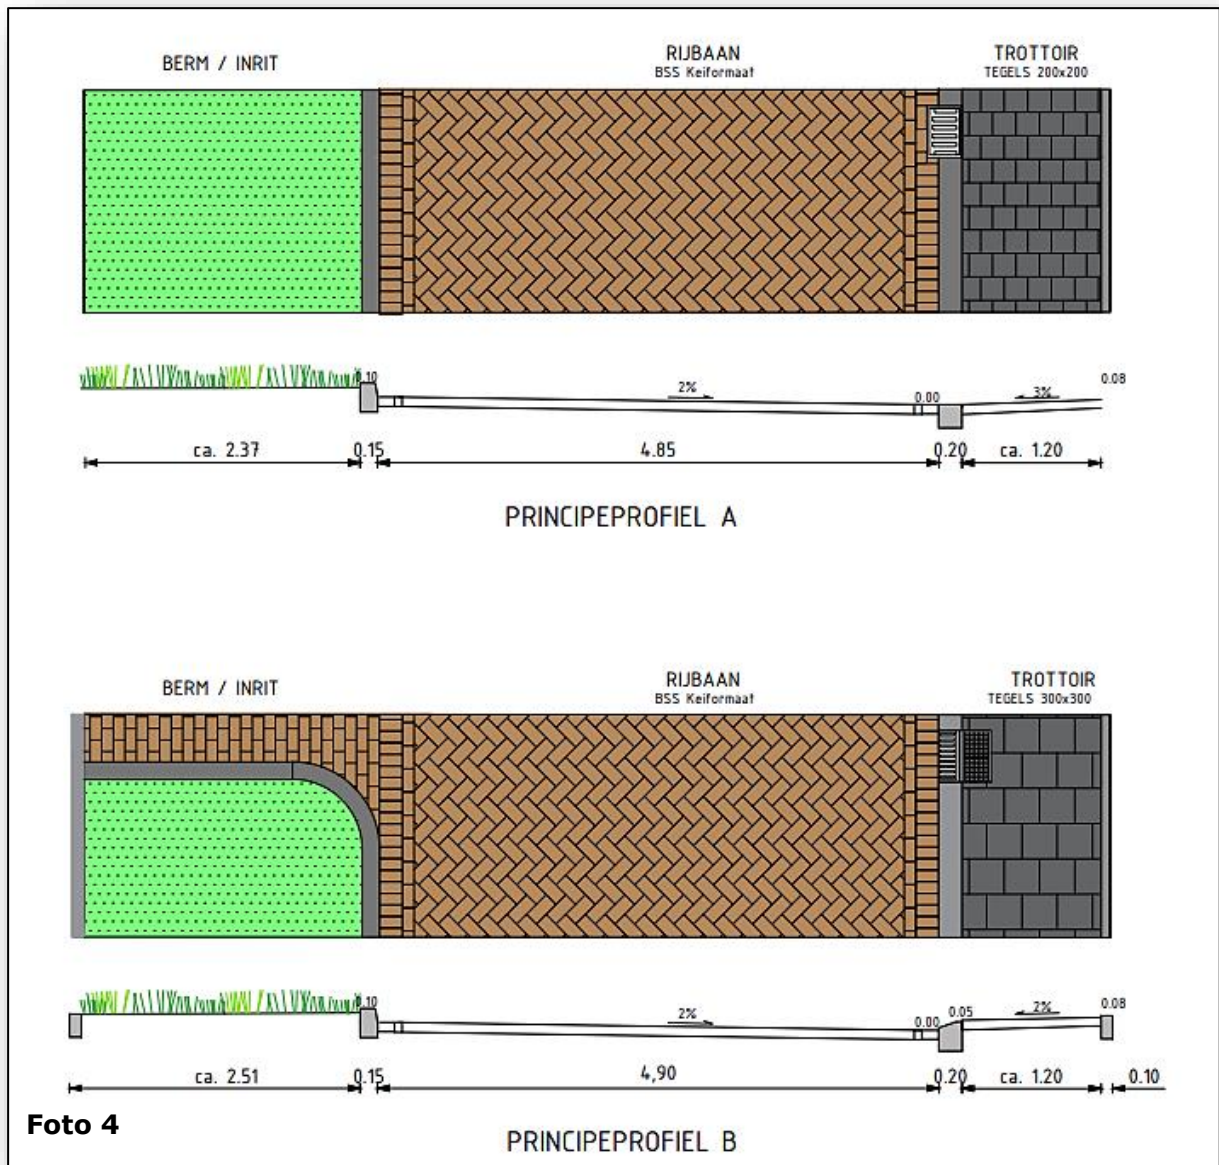 BERM / INRIT
RIJBAAN
BSS Keiformaat
TROTTOIR
TEGELS 200x200
0.10
2%
0.00
3%
0.08
ca. 2.37
0.15
4.85
0.20
ca. 1.20
PRINCIPEPROFIEL A
BERM / INRIT
RIJBAAN
BSS Keiformaat
TROTTOIR
TEGELS 300x300
0.10
2%
0.00
0.05
2%
0.08
ca. 2.51
0.15
4,90
0.20
ca. 1.20
0.10
Foto 4
PRINCIPEPROFIEL B